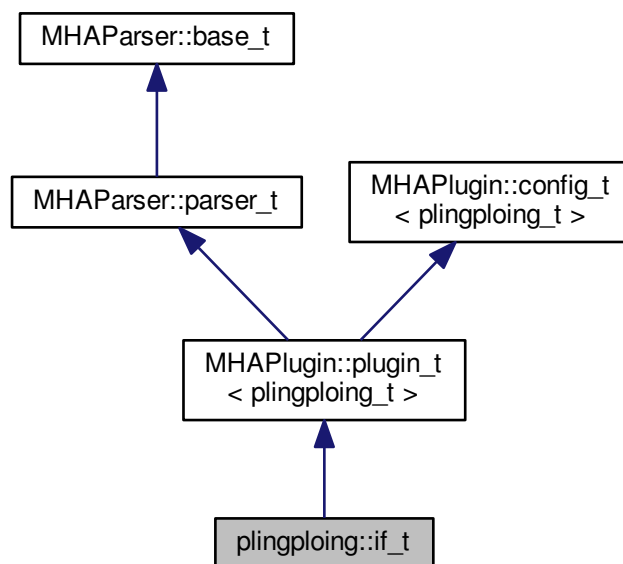 MHAParser::base_t
MHAParser::parser_t
MHAPlugin::config_t
< plingploing_t >
MHAPlugin::plugin_t
< plingploing_t >
plingploing::if_t